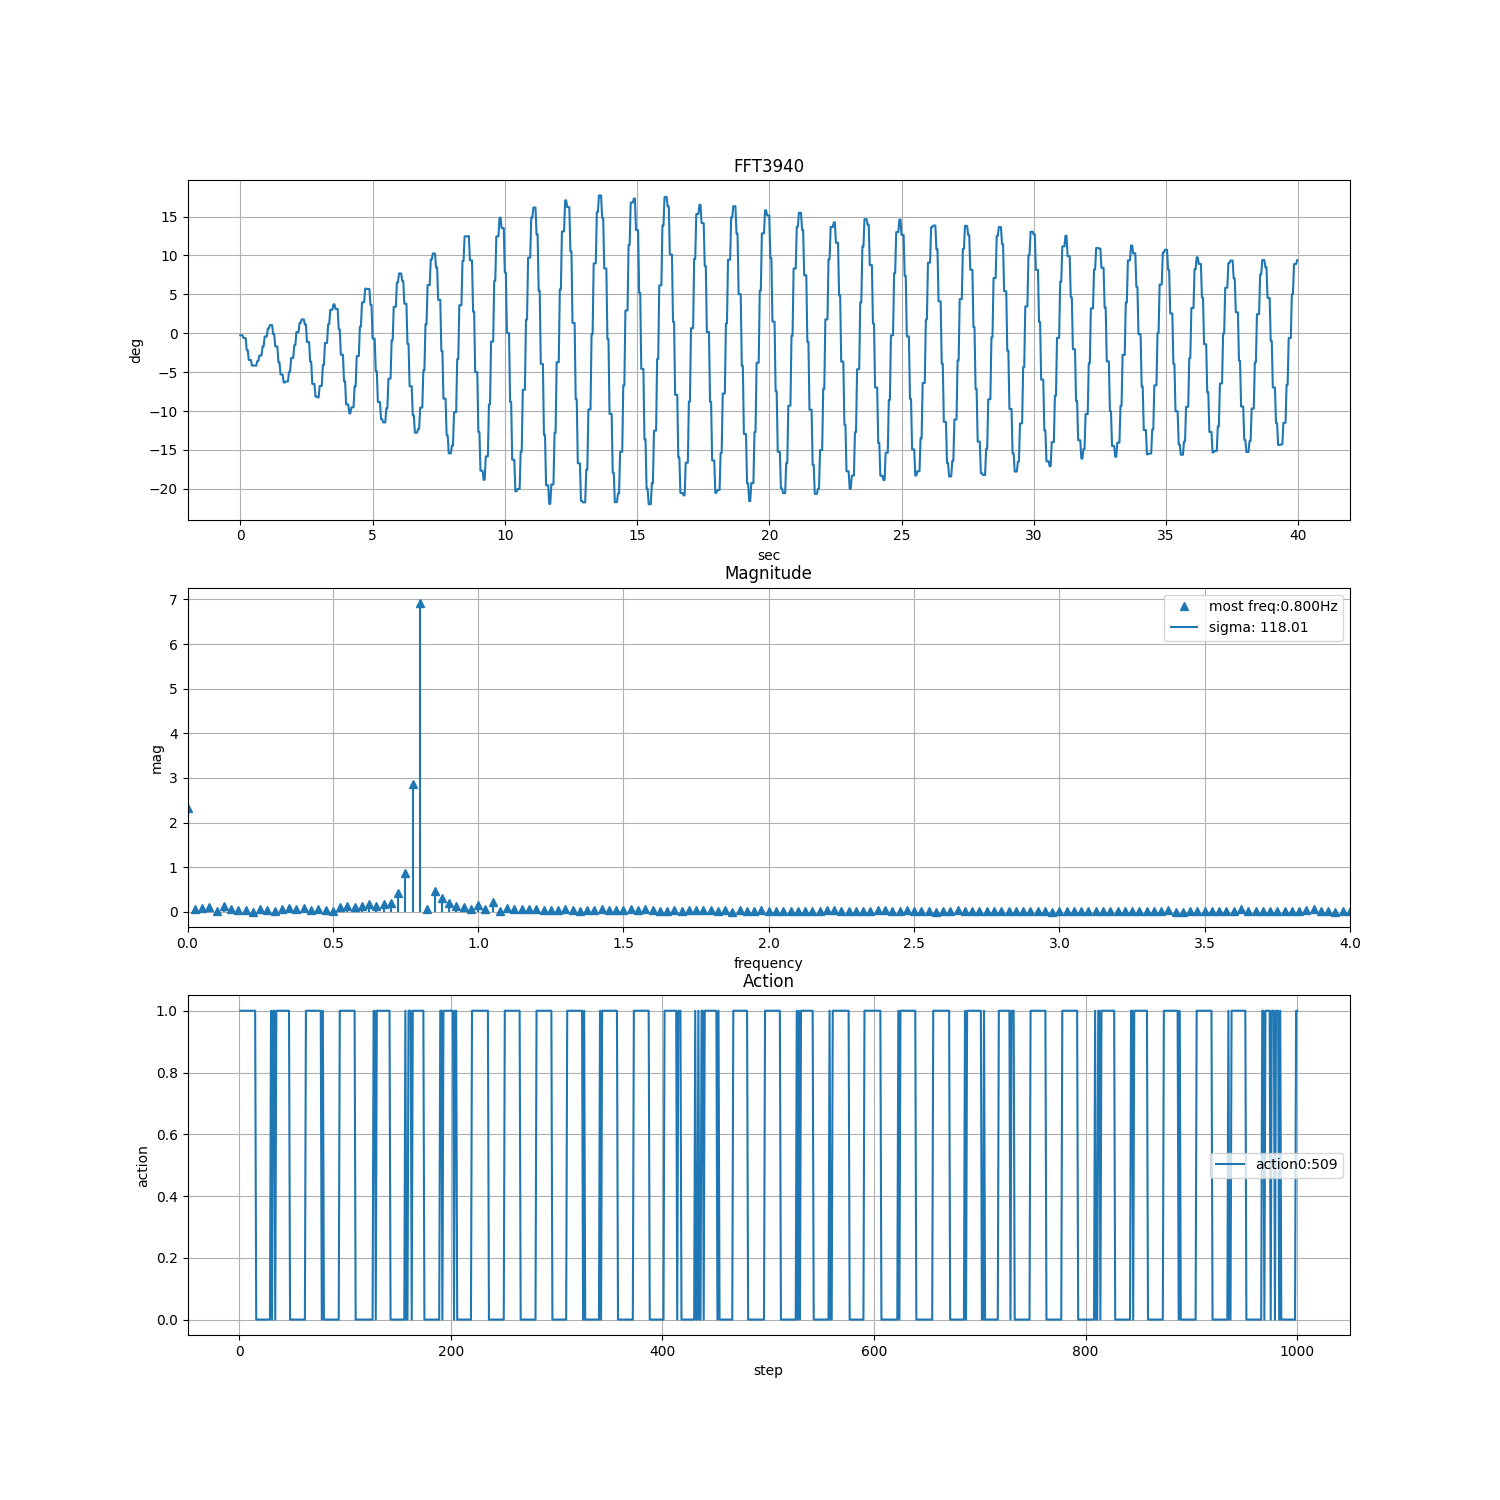 FFT3940
15
10
5
0
−5
−10
−15
−20
deg
0 5 10 15 20 25 30 35 40
sec
Magnitude
7
6
5
4
3
2
1
0
mag
most freq:0.800Hz
sigma: 118.01
0.0 0.5 1.0 1.5 2.0 2.5 3.0 3.5 4.0
frequency
Action
1.0
0.8
0.6
0.4
0.2
0.0
action
action0:509
0 200 400 600 800 1000
step